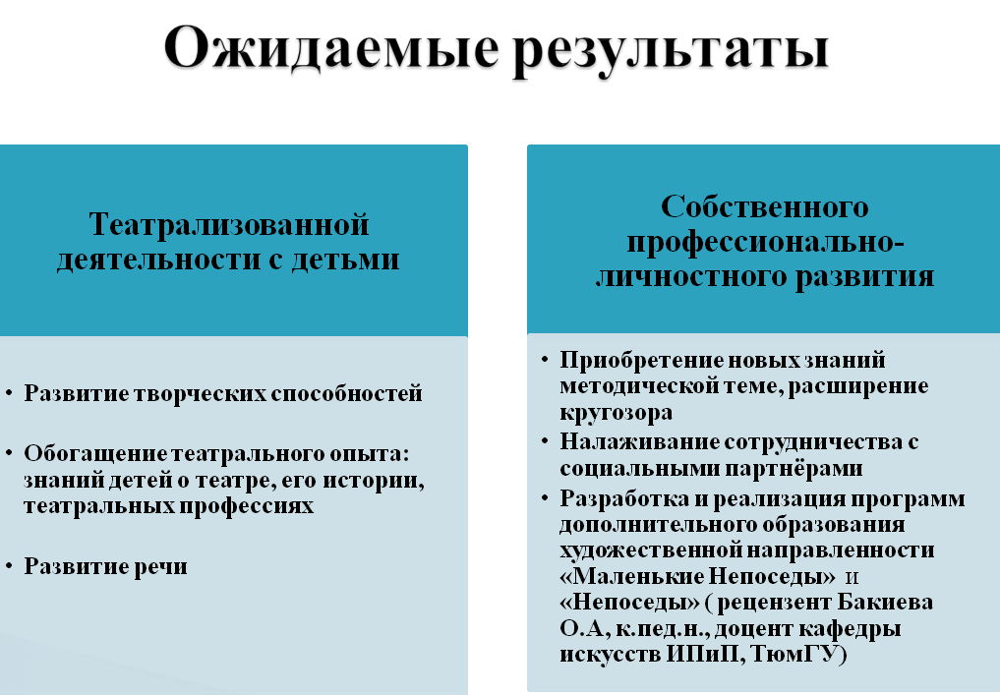 Ожидаемые результаты
Театрализованной
деятельности с детьми
• Развитие творческих способностей
• Обогащение театрального опыта:
знаний детей о театре, его истории,
театральных профессиях
• Развитие речи
Собственного
профессионально-
личностного развития
• Приобретение новых знаний
методической теме, расширение
кругозора
• Налаживание сотрудничества с
социальными партнёрами
• Разработка и реализация программ
дополнительного образования
художественной направленности
«Маленькие Непоседы» и
«Непоседы» ( рецензент Бакиева
О.А, к.пед.н., доцент кафедры
искусств ИПиП, ТюмГУ)